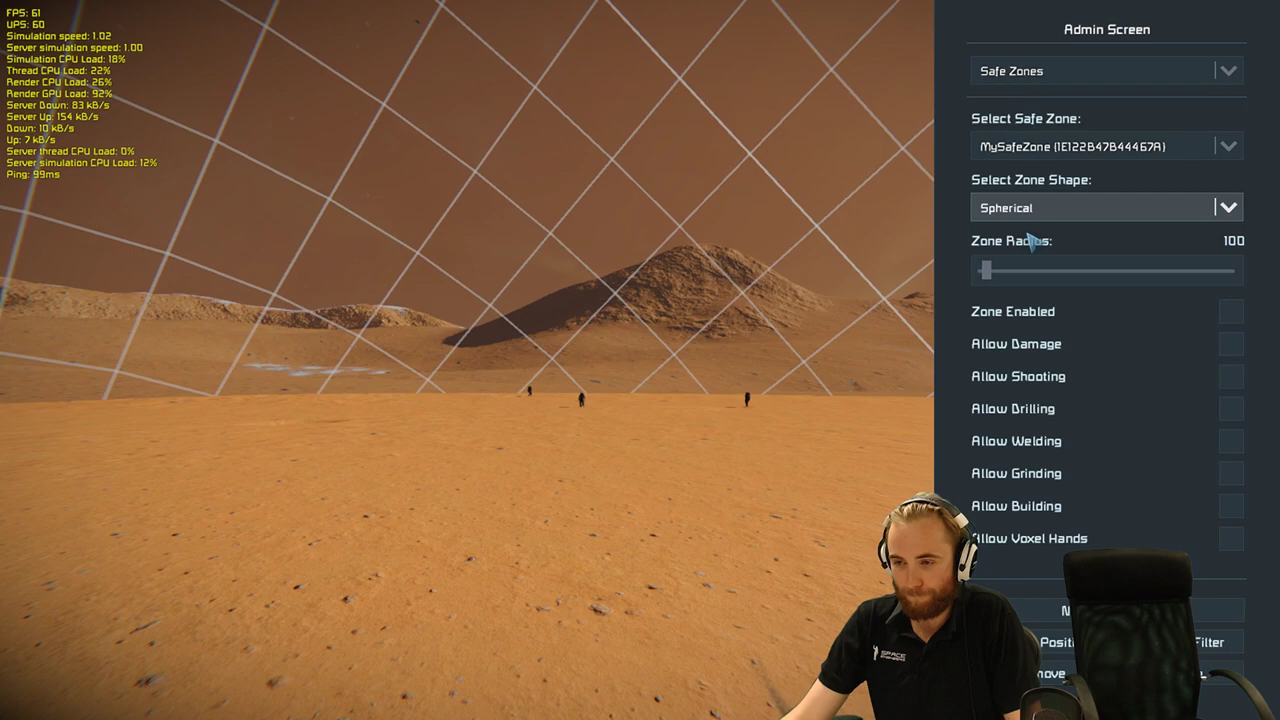 FPS: 61
UPS: 60
Simulation speed: 1.02
Server simulation speed: 1.00
Simulation CPU Load: 18%
Thread CPU Load: 22%
Render CPU Load: 26%
Render GPU Load: 92%
Server Down: 83 kB/s
Server Up: 154 kB/s
Down: 10 kB/s
Up: 7 kB/s
Server thread CPU Load: 0%
Server simulation CPU Load: 12%
Ping: 99ms
Admin Screen
Safe Zones
Select Safe Zone:
MySafeZone (1E122B47B44467A)
Select Zone Shape:
Spherical
Zone Radius: 100
Zone Enabled
Allow Damage
Allow Shooting
Allow Drilling
Allow Welding
Allow Grinding
Allow Building
Allow Voxel Hands
Filter
SPACE
ENGINEERS